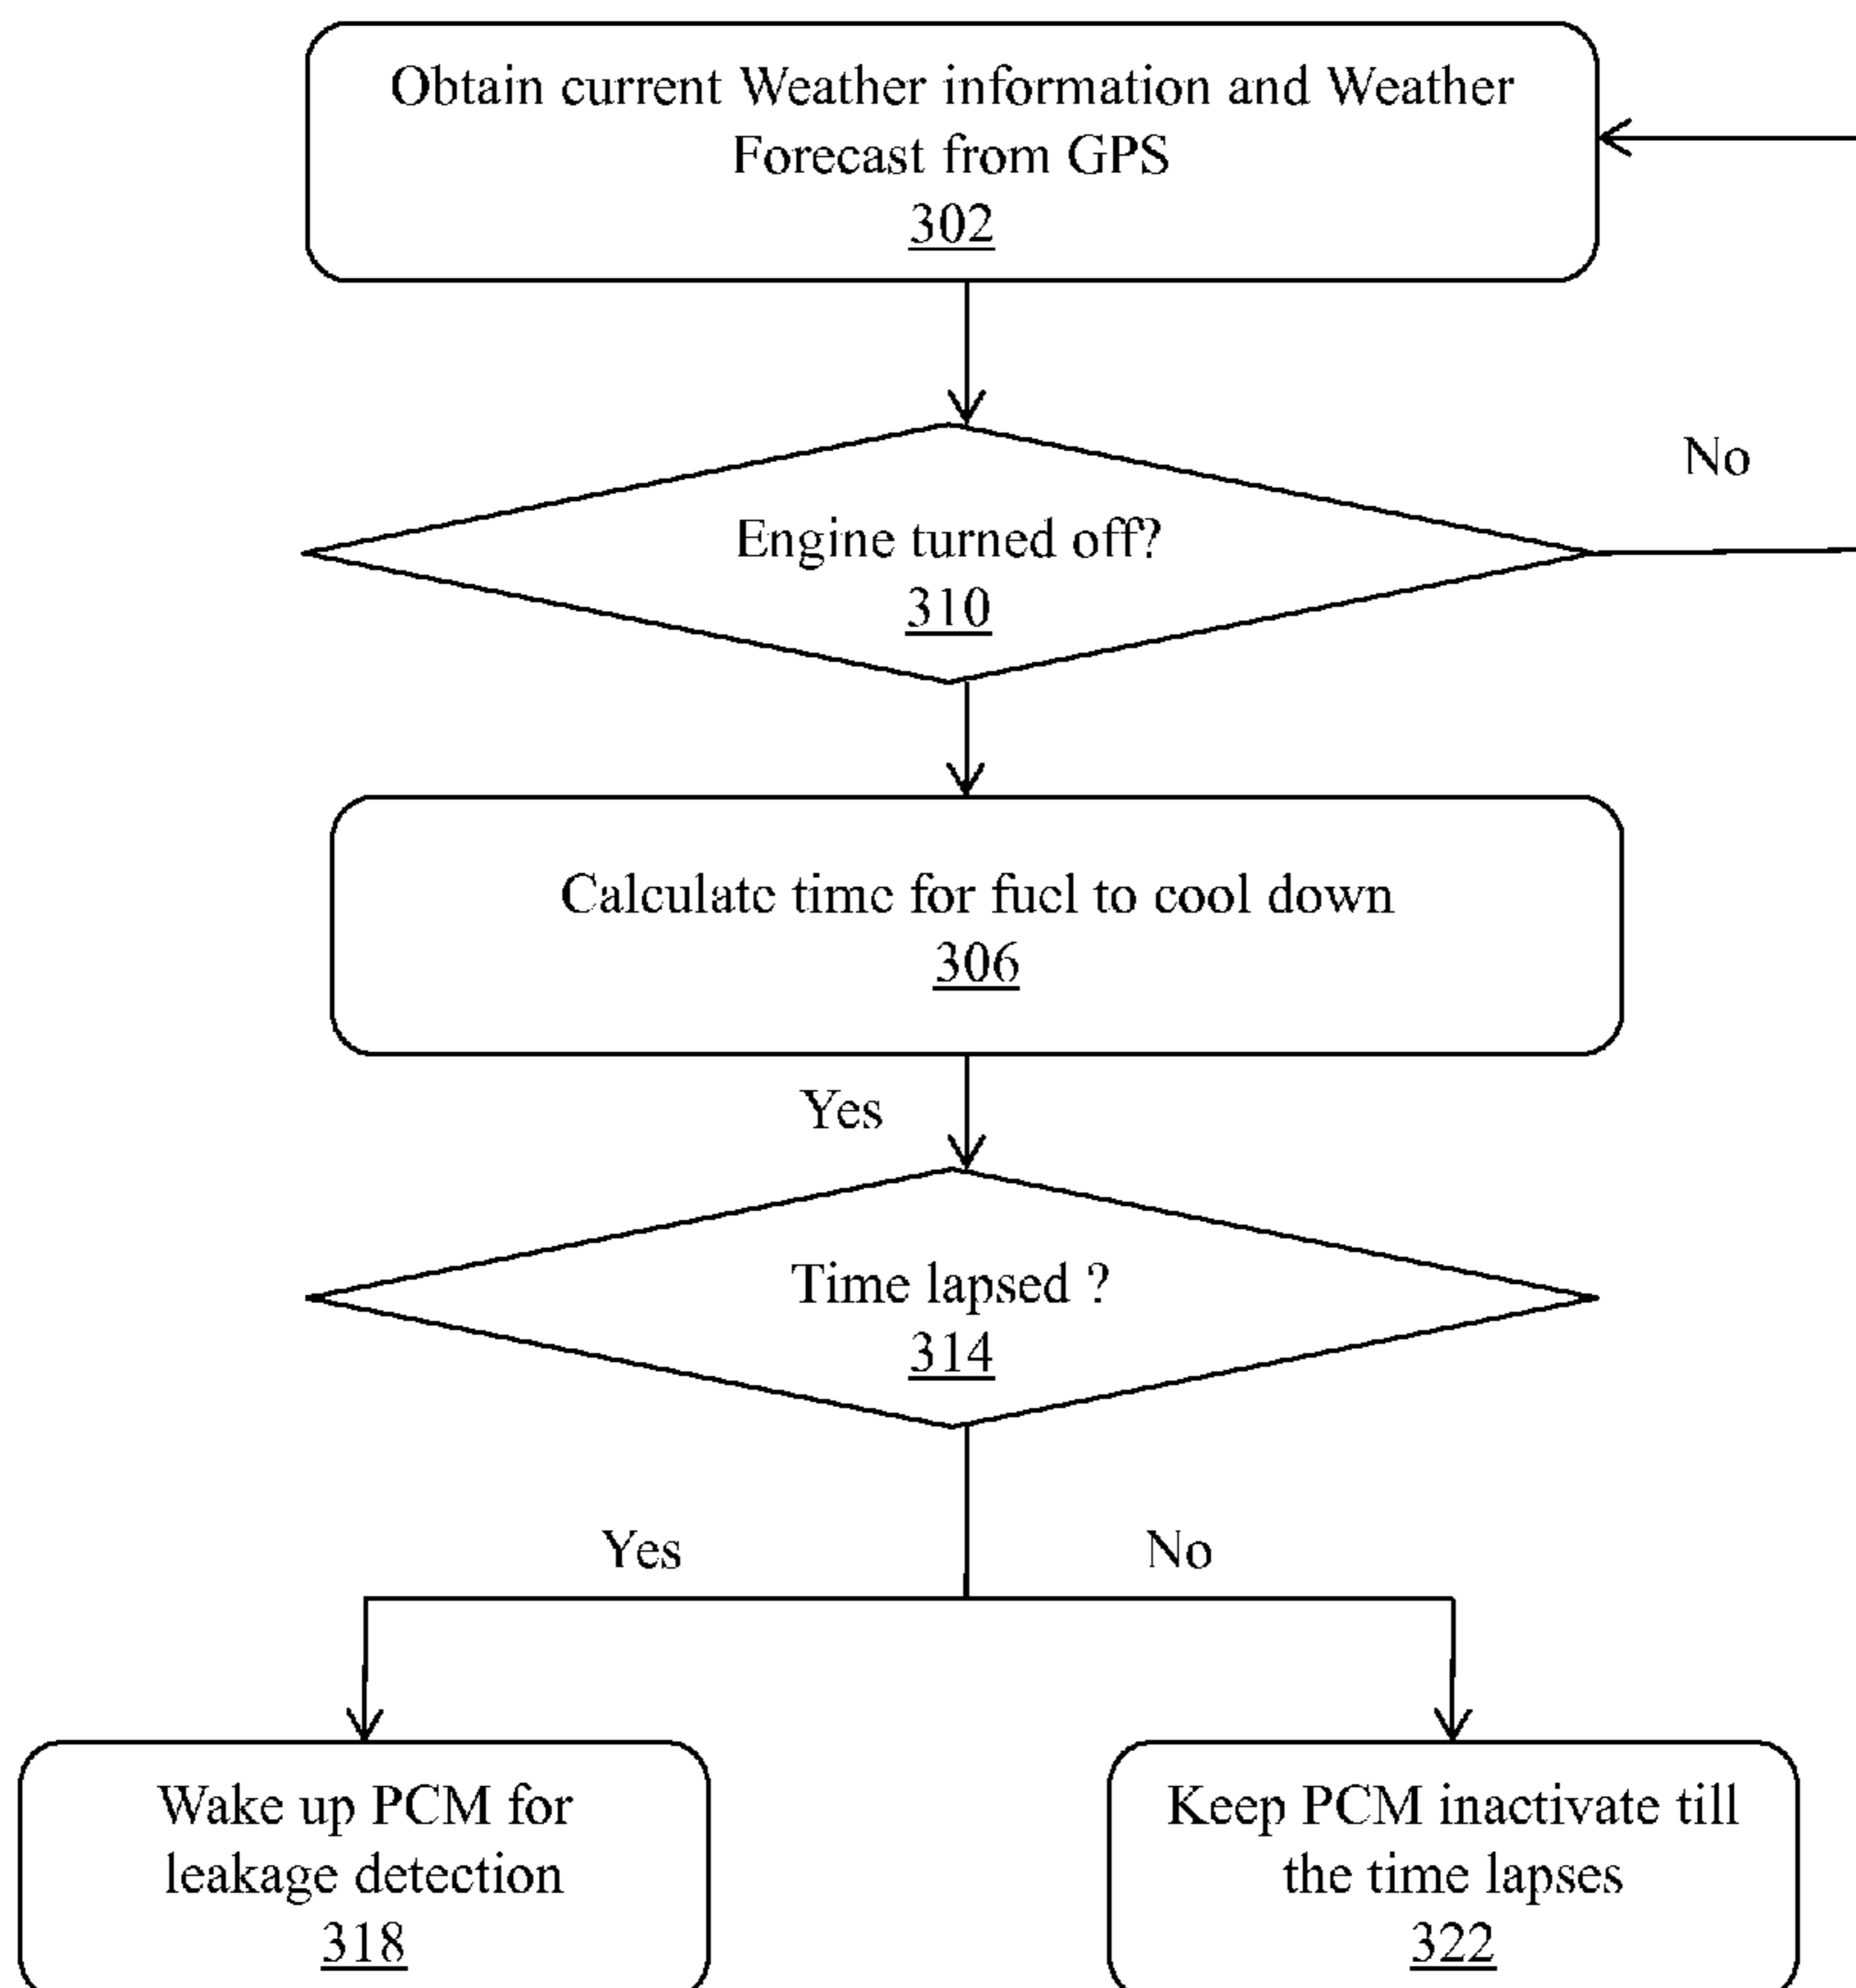 Obtain current Weather information and Weather
Forecast from GPS
302
No
Engine turned off?
310
Calculate time for fuel to cool down
306
Yes
Time lapsed ?
314
Yes
No
Wake up PCM for
leakage detection
318
Keep PCM inactivate till
the time lapses
322